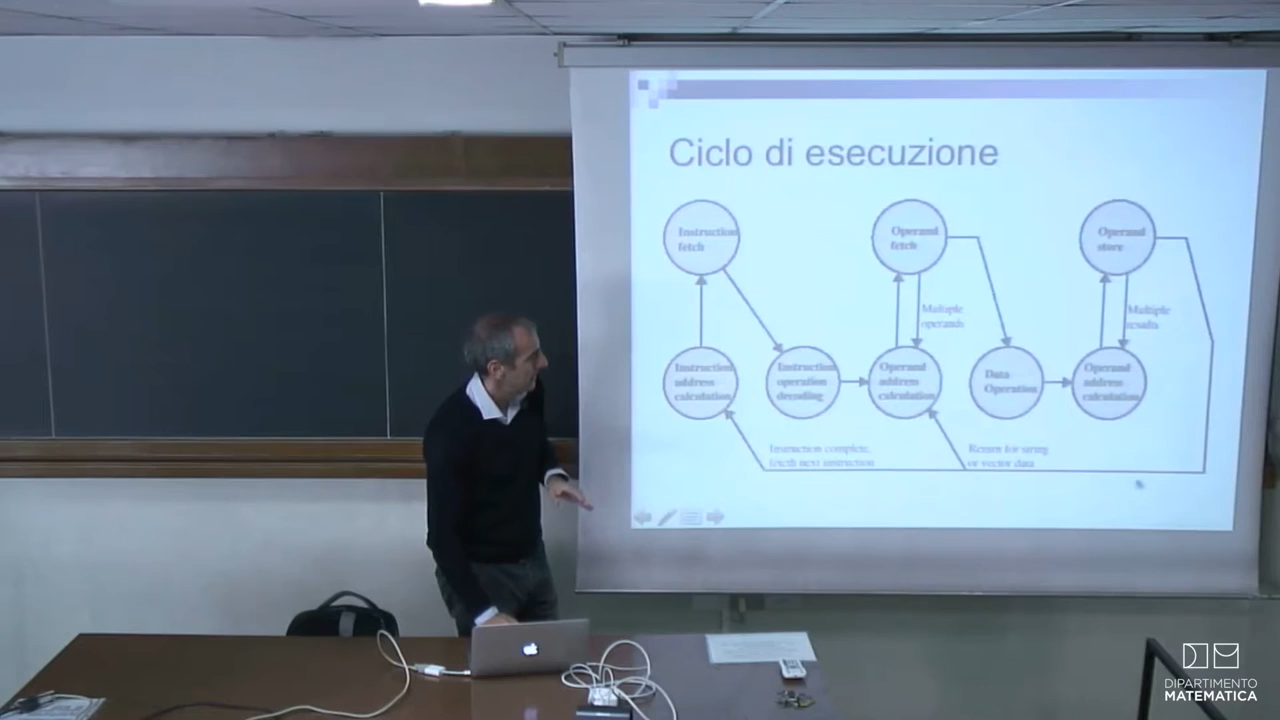 Ciclo di esecuzione
Instruction
fetch
Operand
fetch
Operand
store
Multiple
operands
Multiple
results
Instruction
address
calculation
Instruction
operation
decoding
Operand
address
calculation
Data
Operation
Operand
address
calculation
Instruction complete,
fetch next instruction
Return for string
or vector data
DIPARTIMENTO
MATEMATICA